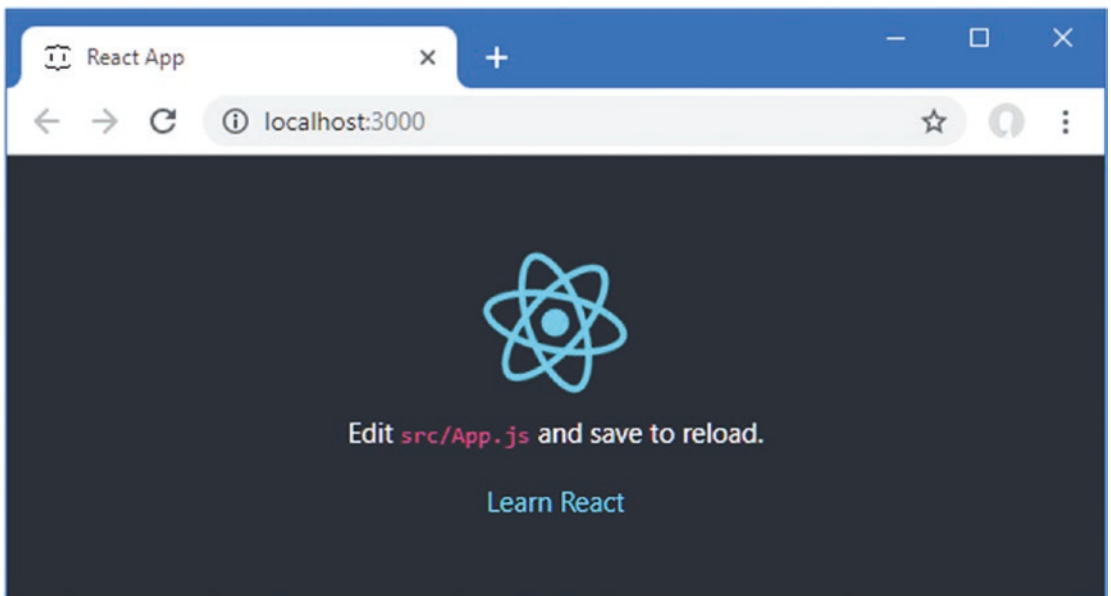 React App
localhost:3000
Edit src/App.js and save to reload.
Learn React